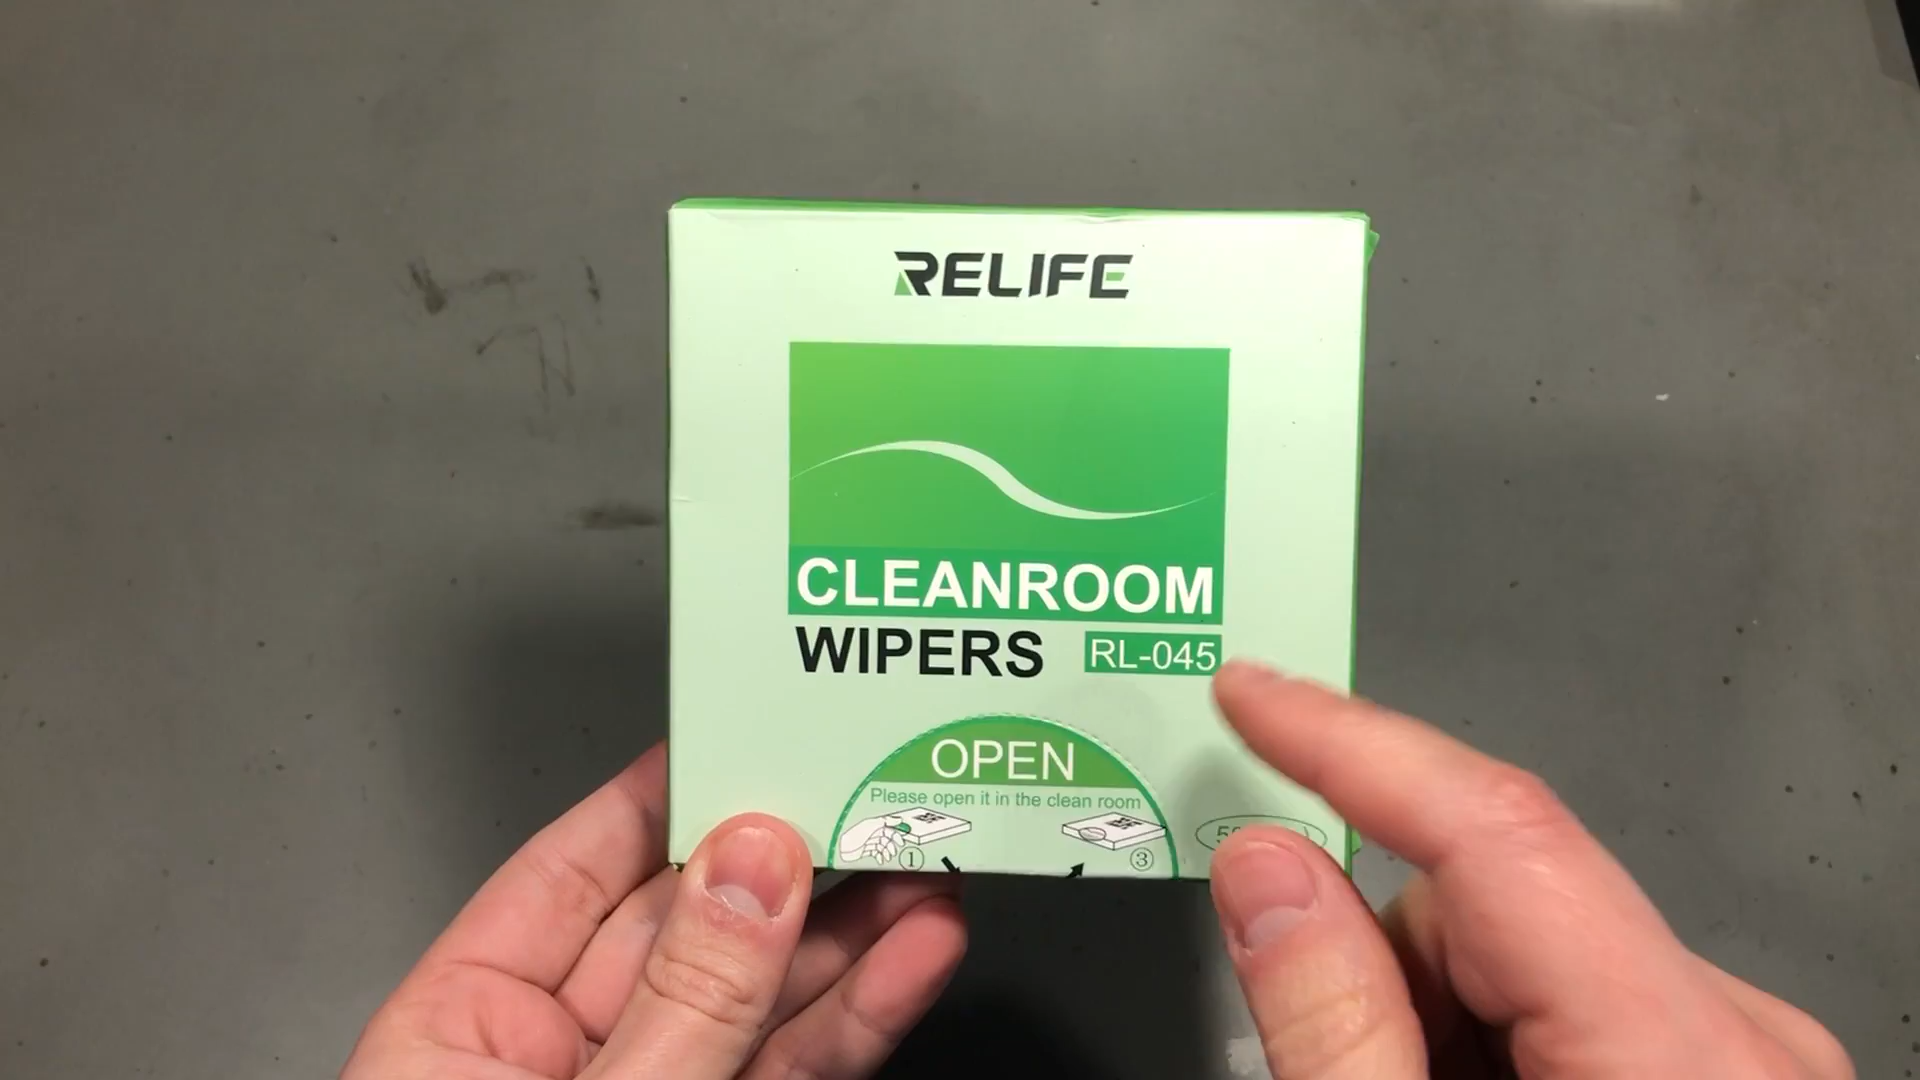 RELIFE
CLEANROOM
WIPERS RL-045
OPEN
Please open it in the clean room
① ③